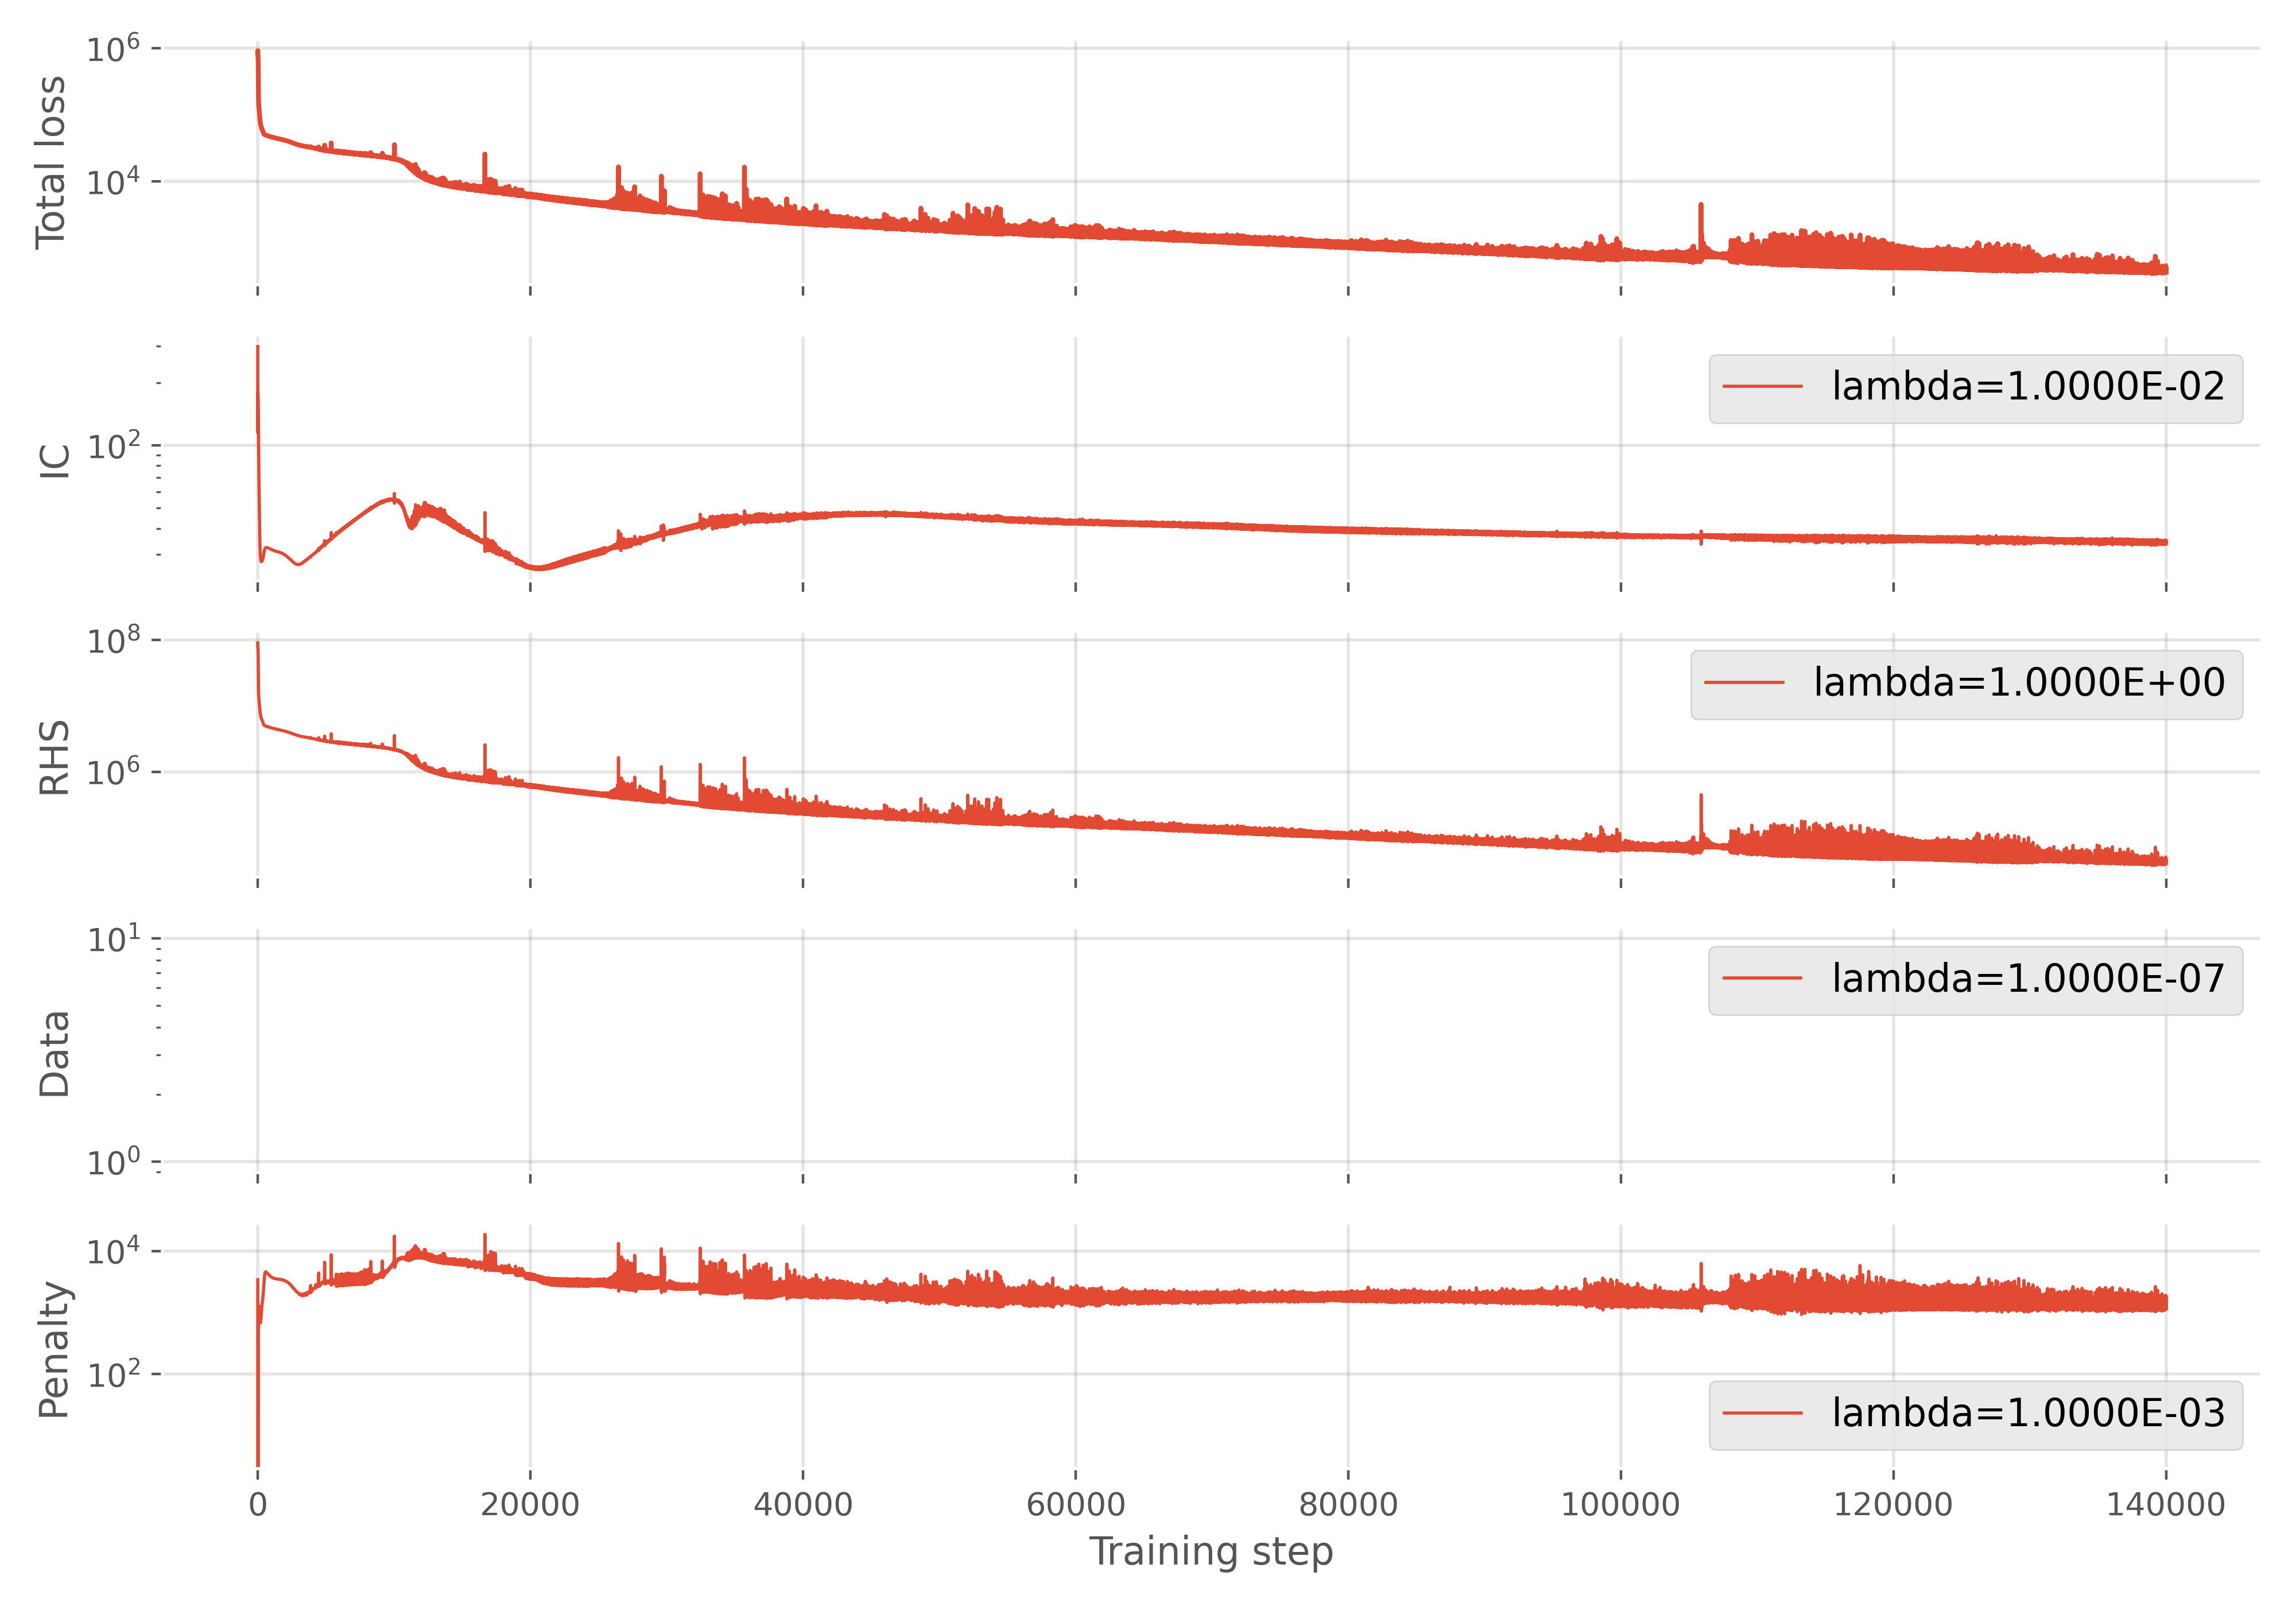 10^6
10^4
Total loss
10^2
IC
lambda=1.0000E-02
10^8
10^6
RHS
lambda=1.0000E+00
10^1
10^0
Data
lambda=1.0000E-07
10^4
10^2
Penalty
lambda=1.0000E-03
0 20000 40000 60000 80000 100000 120000 140000
Training step